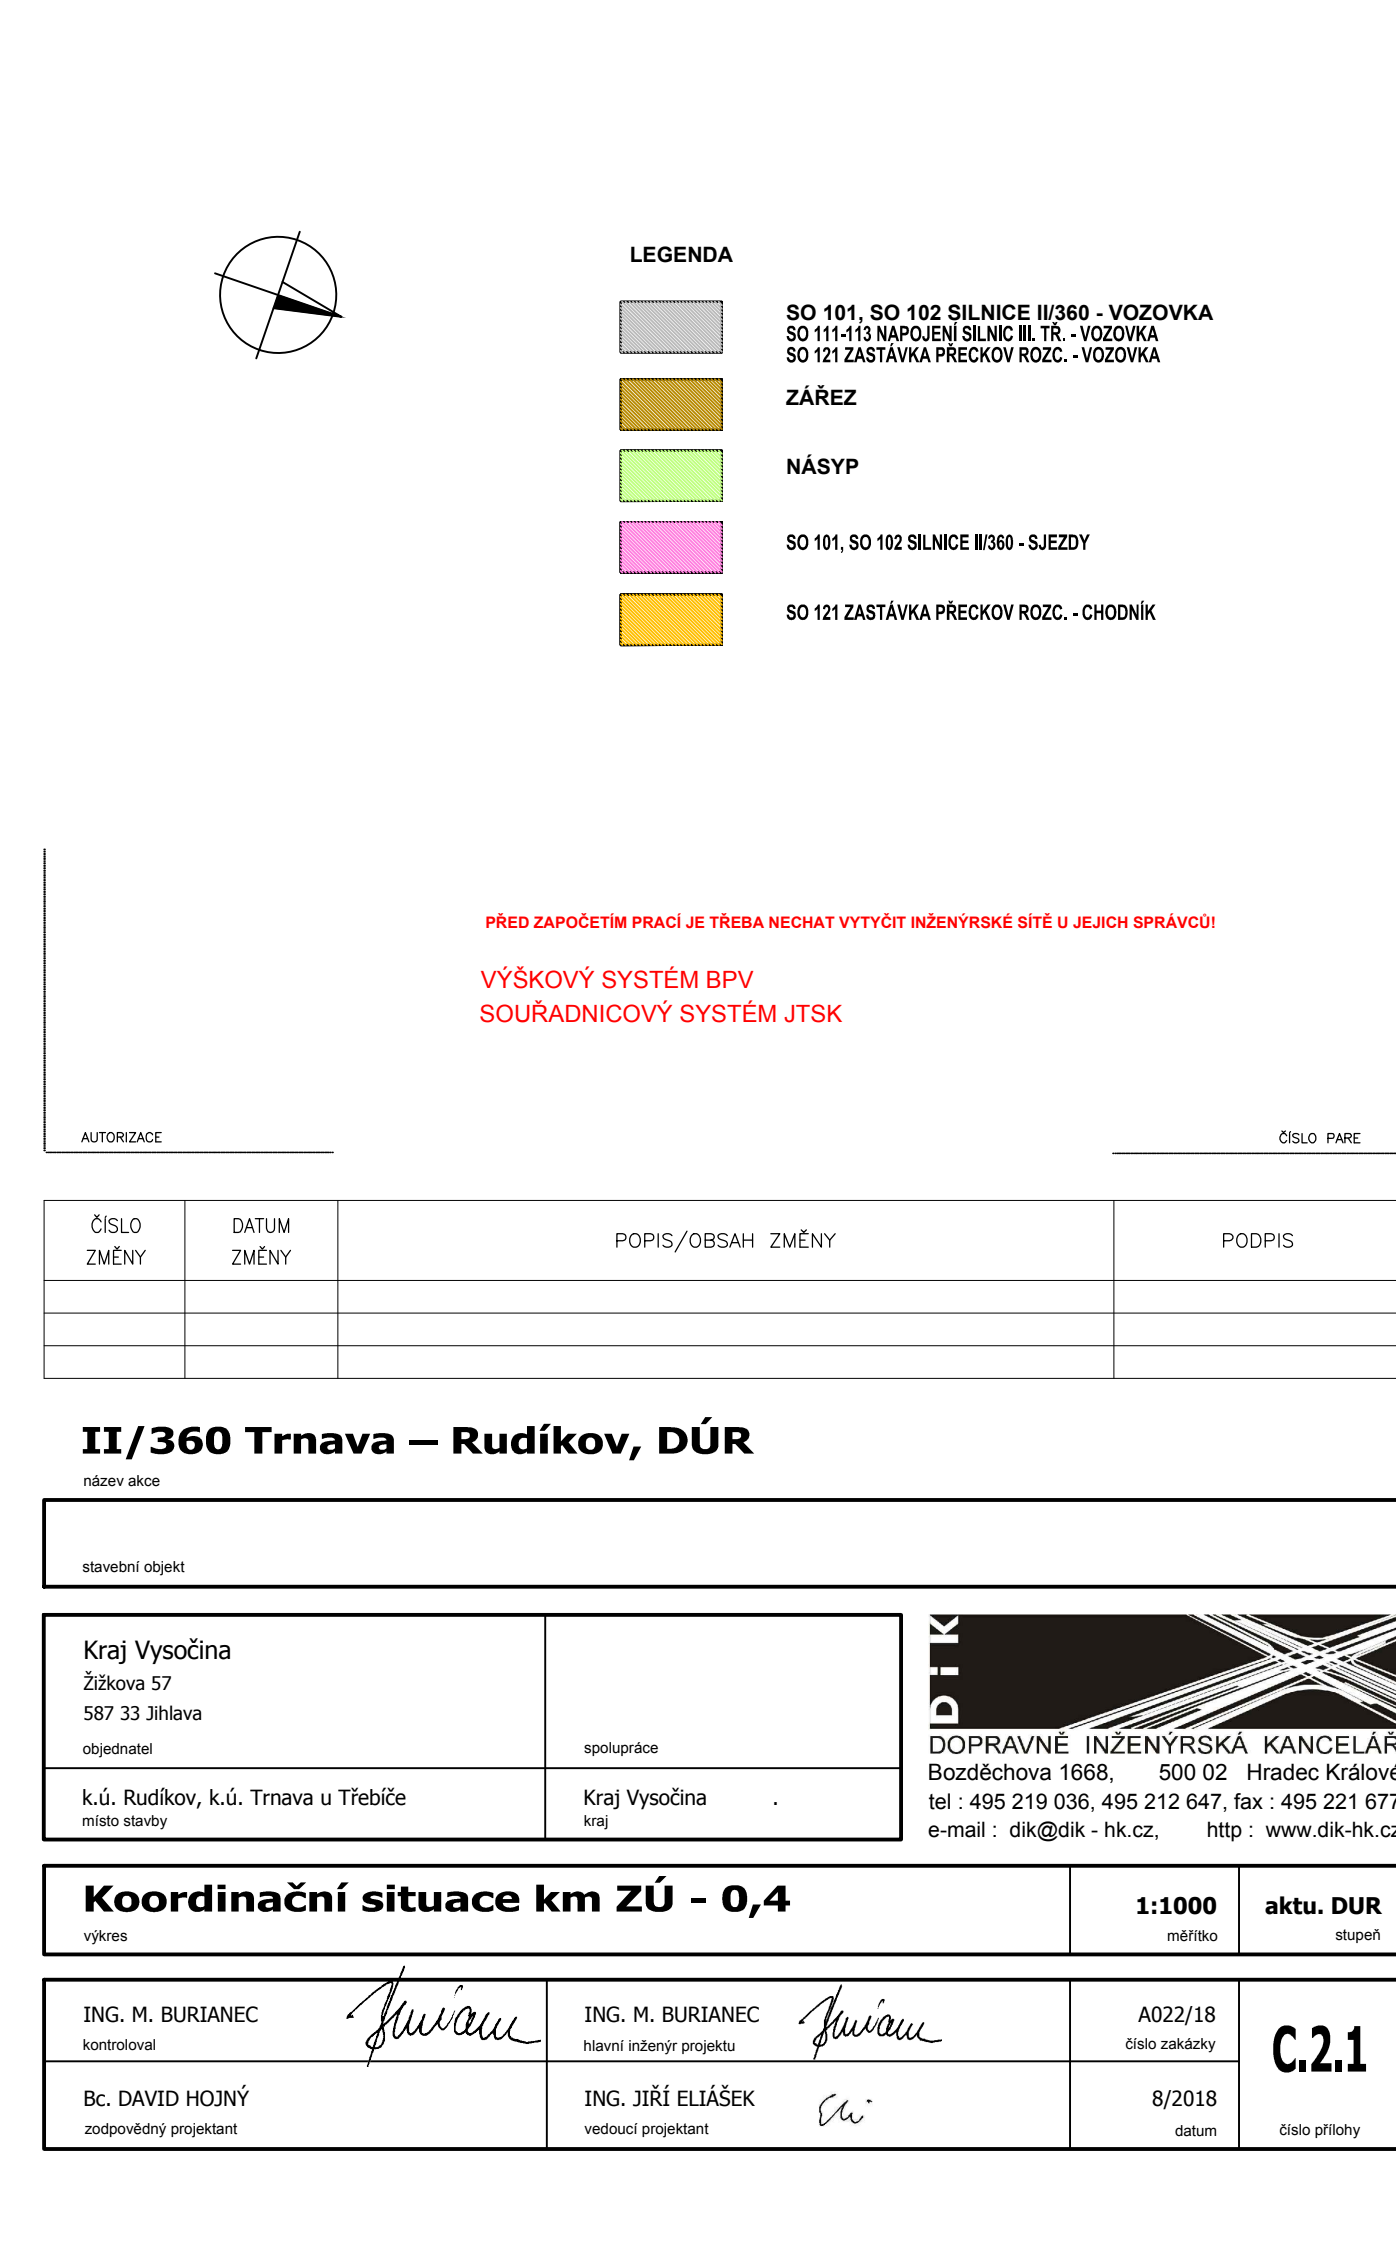 LEGENDA
SO 101, SO 102 SILNICE II/360 - VOZOVKA
SO 111-113 NAPOJENÍ SILNIC III. TŘ. - VOZOVKA
SO 121 ZASTÁVKA PŘECKOV ROZC. - VOZOVKA
ZÁŘEZ
NÁSYP
SO 101, SO 102 SILNICE II/360 - SJEZDY
SO 121 ZASTÁVKA PŘECKOV ROZC. - CHODNÍK
PŘED ZAPOČETÍM PRACÍ JE TŘEBA NECHAT VYTYČIT INŽENÝRSKÉ SÍTĚ U JEJICH SPRÁVCŮ!
VÝŠKOVÝ SYSTÉM BPV
SOUŘADNICOVÝ SYSTÉM JTSK
AUTORIZACE
ČÍSLO PARE
ČÍSLO ZMĚNY
DATUM ZMĚNY
POPIS/OBSAH ZMĚNY
PODPIS
II/360 Trnava – Rudíkov, DÚR
název akce
stavební objekt
Kraj Vysočina
Žižkova 57
587 33 Jihlava
objednatel
spolupráce
k.ú. Rudíkov, k.ú. Trnava u Třebíče
místo stavby
Kraj Vysočina .
kraj
DiK
DOPRAVNĚ INŽENÝRSKÁ KANCELÁŘ
Bozděchova 1668, 500 02 Hradec Králové
tel : 495 219 036, 495 212 647, fax : 495 221 677
e-mail : dik@dik - hk.cz, http : www.dik-hk.cz
Koordinační situace km ZÚ - 0,4
výkres
1:1000
měřítko
aktu. DUR
stupeň
ING. M. BURIANEC
kontroloval
ING. M. BURIANEC
hlavní inženýr projektu
A022/18
číslo zakázky
C.2.1
číslo přílohy
Bc. DAVID HOJNÝ
zodpovědný projektant
ING. JIŘÍ ELIÁŠEK
vedoucí projektant
8/2018
datum